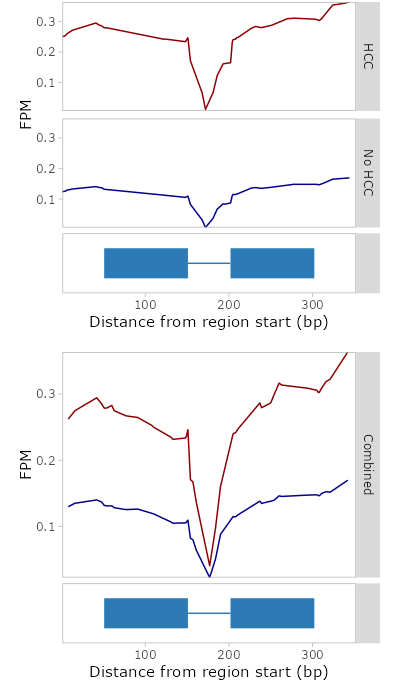 0.3
0.2
0.1
HCC
FPM
0.3
0.2
0.1
No HCC
100
200
300
Distance from region start (bp)
0.3
0.2
0.1
FPM
Combined
100
200
300
Distance from region start (bp)